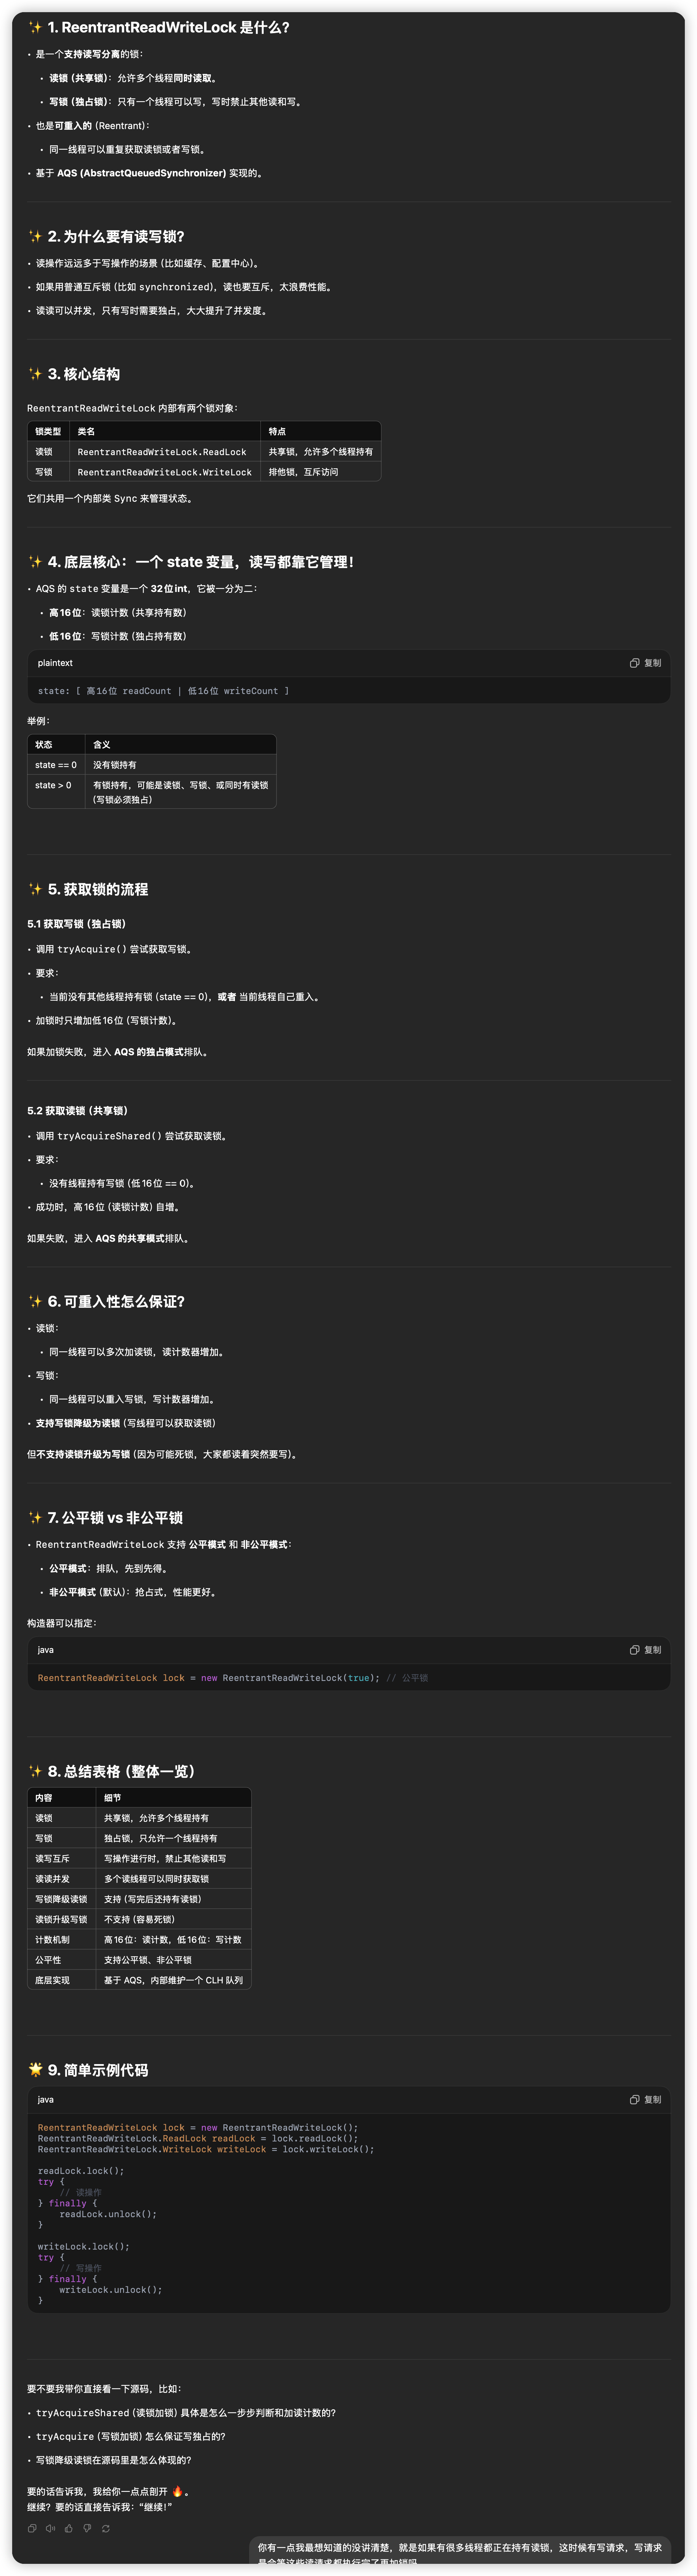 ✨ 1. ReentrantReadWriteLock 是什么?
• 是一个支持读写分离的锁：
• 读锁 (共享锁)：允许多个线程同时读取。
• 写锁 (独占锁)：只有一个线程可以写，写时禁止其他读和写。
• 也是可重入的 (Reentrant)：
• 同一线程可以重复获取读锁或者写锁。
• 基于 AQS (AbstractQueuedSynchronizer) 实现的。
✨ 2. 为什么要有读写锁?
• 读操作远远多于写操作的场景 (比如缓存、配置中心)。
• 如果用普通互斥锁 (比如 synchronized)，读也要互斥，太浪费性能。
• 读读可以并发，只有写时需要独占，大大提升了并发度。
✨ 3. 核心结构
ReentrantReadWriteLock 内部有两个锁对象：
锁类型 类名 特点
读锁 ReentrantReadWriteLock.ReadLock 共享锁，允许多个线程持有
写锁 ReentrantReadWriteLock.WriteLock 排他锁，互斥访问
它们共用一个内部类 Sync 来管理状态。
✨ 4. 底层核心：一个 state 变量，读写都靠它管理！
• AQS 的 state 变量是一个 32位 int，它被一分为二：
• 高16位：读锁计数 (共享持有数)
• 低16位：写锁计数 (独占持有数)
plaintext 复制
state: [ 高16位 readCount | 低16位 writeCount ]
举例：
状态 含义
state == 0 没有锁持有
state > 0 有锁持有，可能是读锁、写锁、或同时有读锁
(写锁必须独占)
✨ 5. 获取锁的流程
5.1 获取写锁 (独占锁)
• 调用 tryAcquire() 尝试获取写锁。
• 要求：
• 当前没有其他线程持有锁 (state == 0)，或者 当前线程自己重入。
• 加锁时只增加低16位 (写锁计数)。
如果加锁失败，进入 AQS 的独占模式排队。
5.2 获取读锁 (共享锁)
• 调用 tryAcquireShared() 尝试获取读锁。
• 要求：
• 没有线程持有写锁 (低16位 == 0)。
• 成功时，高16位 (读锁计数) 自增。
如果失败，进入 AQS 的共享模式排队。
✨ 6. 可重入性怎么保证?
• 读锁：
• 同一线程可以多次加读锁，读计数器增加。
• 写锁：
• 同一线程可以重入写锁，写计数器增加。
• 支持写锁降级为读锁 (写线程可以获取读锁)
但不支持读锁升级为写锁 (因为可能死锁，大家都读着突然要写)。
✨ 7. 公平锁 vs 非公平锁
• ReentrantReadWriteLock 支持 公平模式 和 非公平模式：
• 公平模式：排队，先到先得。
• 非公平模式 (默认)：抢占式，性能更好。
构造器可以指定：
java 复制
ReentrantReadWriteLock lock = new ReentrantReadWriteLock(true); // 公平锁
✨ 8. 总结表格 (整体一览)
内容 细节
读锁 共享锁，允许多个线程持有
写锁 独占锁，只允许一个线程持有
读写互斥 写操作进行时，禁止其他读和写
读读并发 多个读线程可以同时获取锁
写锁降级读锁 支持 (写完后还持有读锁)
读锁升级写锁 不支持 (容易死锁)
计数机制 高16位：读计数，低16位：写计数
公平性 支持公平锁、非公平锁
底层实现 基于 AQS，内部维护一个 CLH 队列
🌟 9. 简单示例代码
java 复制
ReentrantReadWriteLock lock = new ReentrantReadWriteLock();
ReentrantReadWriteLock.ReadLock readLock = lock.readLock();
ReentrantReadWriteLock.WriteLock writeLock = lock.writeLock();
readLock.lock();
try {
// 读操作
} finally {
readLock.unlock();
}
writeLock.lock();
try {
// 写操作
} finally {
writeLock.unlock();
}
要不要我带你直接看一下源码，比如：
• tryAcquireShared (读锁加锁) 具体是怎么一步步判断和加读计数的?
• tryAcquire (写锁加锁) 怎么保证写独占的?
• 写锁降级读锁在源码里是怎么体现的?
要的话告诉我，我给你一点点剖开 🔥。
继续？要的话直接告诉我：“继续!”
你有一点我最想知道的没讲清楚，就是如果有很多线程都正在持有读锁，这时候有写请求，写请求
是会等这些读请求都执行完了再加锁吗